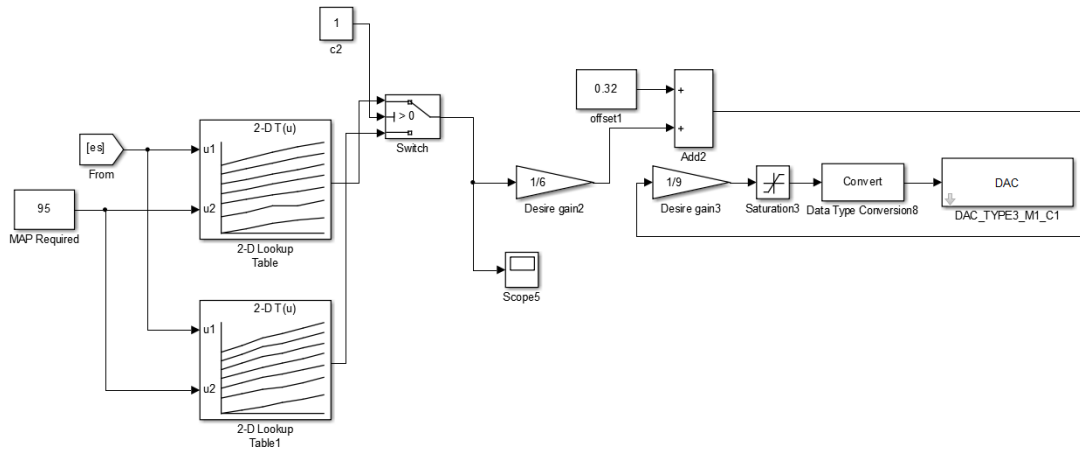 1
c2
2-D T(u)
[es]
From
u1
u2
95
MAP Required
2-D Lookup
Table
> 0
Switch
0.32
offset1
+
+
Add2
1/6
Desire gain2
1/9
Desire gain3
Saturation3
Convert
Data Type Conversion8
DAC
DAC_TYPE3_M1_C1
Scope5
2-D T(u)
u1
u2
2-D Lookup
Table1